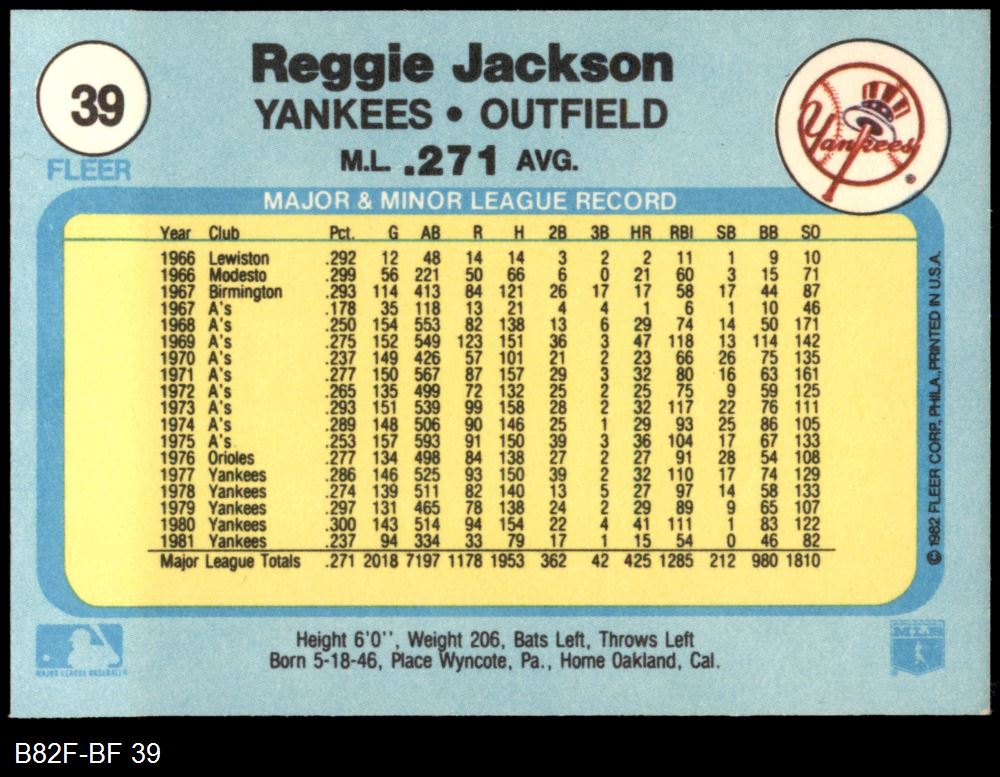 39
FLEER
Reggie Jackson
YANKEES • OUTFIELD
M.L. .271 AVG.
Yankees
MAJOR & MINOR LEAGUE RECORD
Year Club Pct. G AB R H 2B 3B HR RBI SB BB SO
1966 Lewiston .292 12 48 14 14 3 2 2 11 1 9 10
1966 Modesto .299 56 221 50 66 6 0 21 60 3 15 71
1967 Birmington .293 114 413 84 121 26 17 17 58 17 44 87
1967 A's .178 35 118 13 21 4 4 1 6 1 10 46
1968 A's .250 154 553 82 138 13 6 29 74 14 50 171
1969 A's .275 152 549 123 151 36 3 47 118 13 114 142
1970 A's .237 149 426 57 101 21 2 23 66 26 75 135
1971 A's .277 150 567 87 157 29 3 32 80 16 63 161
1972 A's .265 135 499 72 132 25 2 25 75 9 59 125
1973 A's .293 151 539 99 158 28 2 32 117 22 76 111
1974 A's .289 148 506 90 146 25 1 29 93 25 86 105
1975 A's .253 157 593 91 150 39 3 36 104 17 67 133
1976 Orioles .277 134 498 84 138 27 2 27 91 28 54 108
1977 Yankees .286 146 525 93 150 39 2 32 110 17 74 129
1978 Yankees .274 139 511 82 140 13 5 27 97 14 58 133
1979 Yankees .297 131 465 78 138 24 2 29 89 9 65 107
1980 Yankees .300 143 514 94 154 22 4 41 111 1 83 122
1981 Yankees .237 94 334 33 79 17 1 15 54 0 46 82
Major League Totals .271 2018 7197 1178 1953 362 42 425 1285 212 980 1810
© 1982 FLEER CORP., PHILA., PRINTED IN U.S.A.
MAJOR LEAGUE BASEBALL
Height 6'0'', Weight 206, Bats Left, Throws Left
Born 5-18-46, Place Wyncote, Pa., Home Oakland, Cal.
MLB
B82F-BF 39